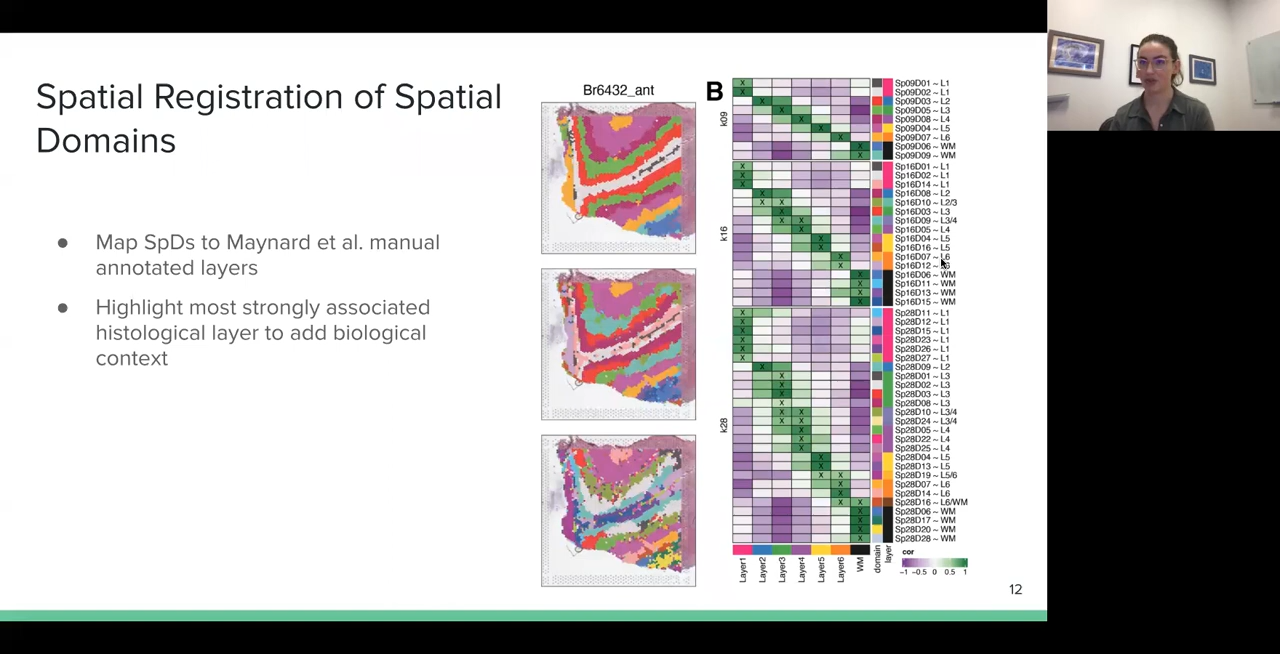 Spatial Registration of Spatial
Domains
● Map SpDs to Maynard et al. manual
annotated layers
● Highlight most strongly associated
histological layer to add biological
context
Br6432_ant
B
k09
Sp09D01 ~ L1
Sp09D02 ~ L1
Sp09D03 ~ L2
Sp09D05 ~ L3
Sp09D08 ~ L4
Sp09D04 ~ L5
Sp09D07 ~ L6
Sp09D06 ~ WM
Sp09D09 ~ WM
k16
Sp16D01 ~ L1
Sp16D02 ~ L1
Sp16D14 ~ L1
Sp16D08 ~ L2
Sp16D10 ~ L2/3
Sp16D03 ~ L3
Sp16D09 ~ L3/4
Sp16D05 ~ L4
Sp16D04 ~ L5
Sp16D16 ~ L5
Sp16D07 ~ L6
Sp16D12 ~ L6
Sp16D06 ~ WM
Sp16D11 ~ WM
Sp16D13 ~ WM
Sp16D15 ~ WM
k28
Sp28D11 ~ L1
Sp28D12 ~ L1
Sp28D15 ~ L1
Sp28D23 ~ L1
Sp28D26 ~ L1
Sp28D27 ~ L1
Sp28D09 ~ L2
Sp28D01 ~ L3
Sp28D02 ~ L3
Sp28D03 ~ L3
Sp28D08 ~ L3
Sp28D10 ~ L3/4
Sp28D24 ~ L3/4
Sp28D05 ~ L4
Sp28D22 ~ L4
Sp28D25 ~ L4
Sp28D04 ~ L5
Sp28D13 ~ L5
Sp28D19 ~ L5/6
Sp28D07 ~ L6
Sp28D14 ~ L6
Sp28D16 ~ L6/WM
Sp28D06 ~ WM
Sp28D17 ~ WM
Sp28D20 ~ WM
Sp28D28 ~ WM
Layer1
Layer2
Layer3
Layer4
Layer5
Layer6
WM
domain
layer
cor
−1 −0.5 0 0.5 1
12